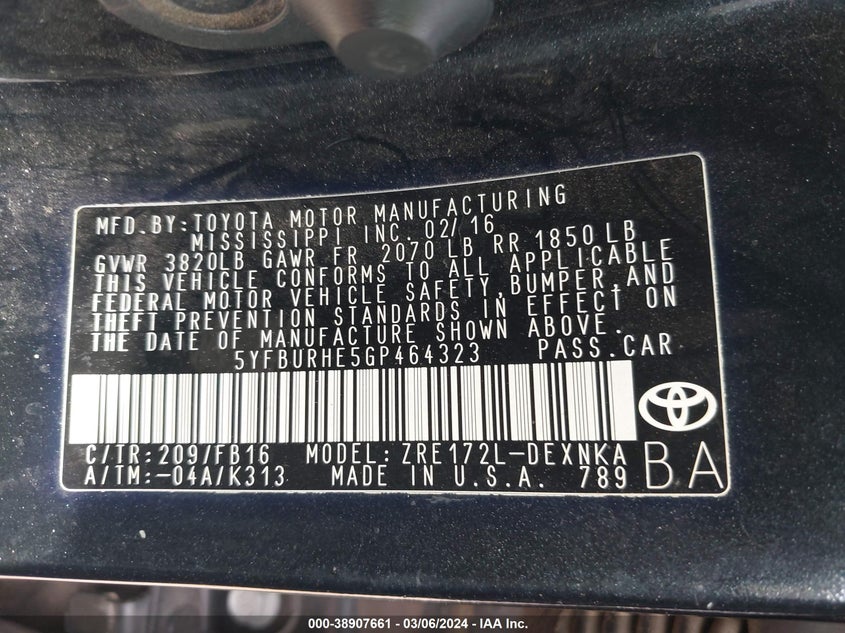 MFD.BY:TOYOTA MOTOR MANUFACTURING
MISSISSIPPI INC. 02/16
GVWR 3820LB GAWR FR 2070 LB RR 1850 LB
THIS VEHICLE CONFORMS TO ALL APPLICABLE
FEDERAL MOTOR VEHICLE SAFETY,BUMPER,AND
THEFT PREVENTION STANDARDS IN EFFECT ON
THE DATE OF MANUFACTURE SHOWN ABOVE.
5YFBURHE5GP464323 PASS.CAR
C/TR:209/FB16 MODEL:ZRE172L-DEXNKA
A/TM:-04A/K313 MADE IN U.S.A. 789
BA
000-38907661 — 03/06/2024 — IAA Inc.